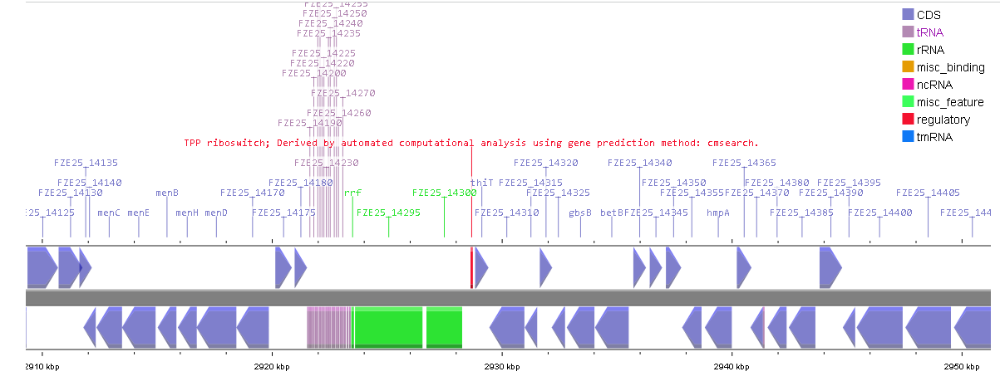 FZE25_14255
FZE25_14250
FZE25_14240
FZE25_14235
FZE25_14225
FZE25_14220
FZE25_14200
FZE25_14270
FZE25_14260
FZE25_14190
TPP riboswitch; Derived by automated computational analysis using gene prediction method: cmsearch.
FZE25_14135 FZE25_14230 FZE25_14320 FZE25_14340 FZE25_14365
FZE25_14140 FZE25_14180 thiT FZE25_14315 FZE25_14350 FZE25_14380 FZE25_14395
FZE25_14130 menB FZE25_14170 rrf FZE25_14300 FZE25_14325 FZE25_14355 FZE25_14370 FZE25_14390 FZE25_14405
ZE25_14125 menC menE menH menD FZE25_14175 FZE25_14295 FZE25_14310 gbsB betB FZE25_14345 hmpA FZE25_14385 FZE25_14400 FZE25_144
2910 kbp 2920 kbp 2930 kbp 2940 kbp 2950 kbp
CDS
tRNA
rRNA
misc_binding
ncRNA
misc_feature
regulatory
tmRNA